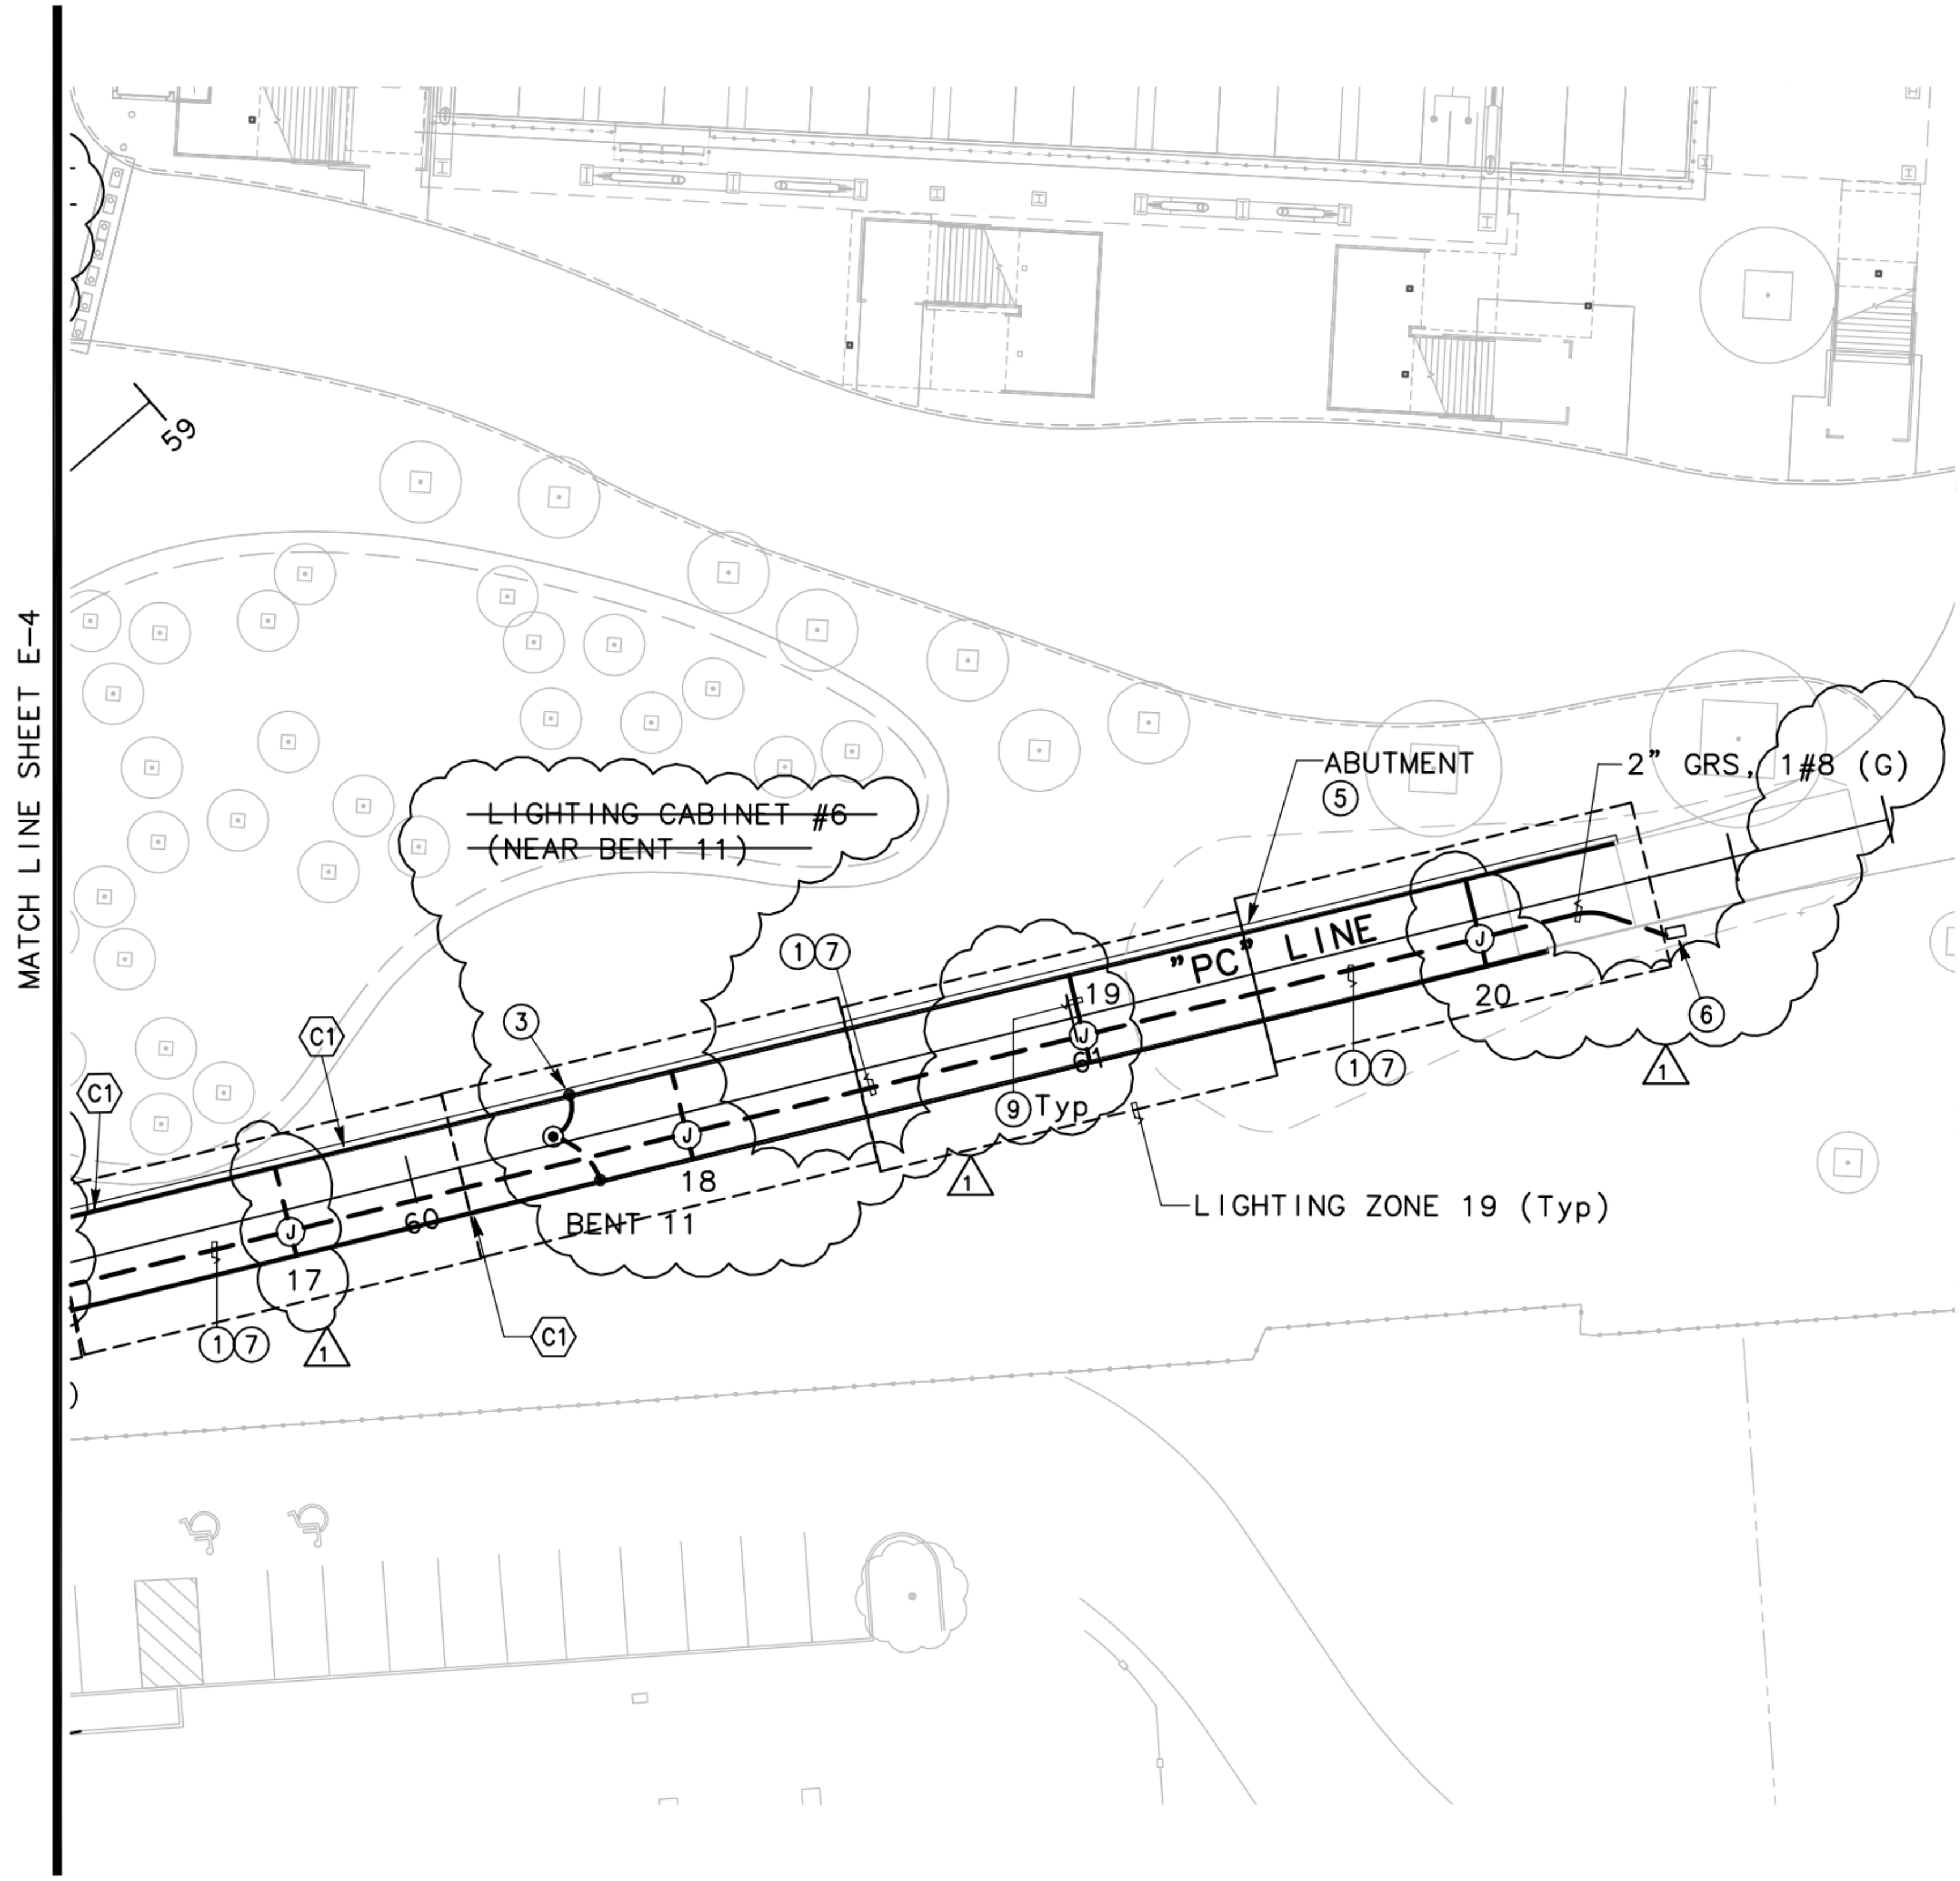 MATCH LINE SHEET E-4
59
ABUTMENT
5
2” GRS, 1#8 (G)
LIGHTING CABINET #6
(NEAR BENT 11)
”PC” LINE
1 7
3
C1
C1
J
19
J
20
6
61
J
9 Typ
1 7
1
J
18
1
LIGHTING ZONE 19 (Typ)
60
BENT 11
17
1 7
1
C1